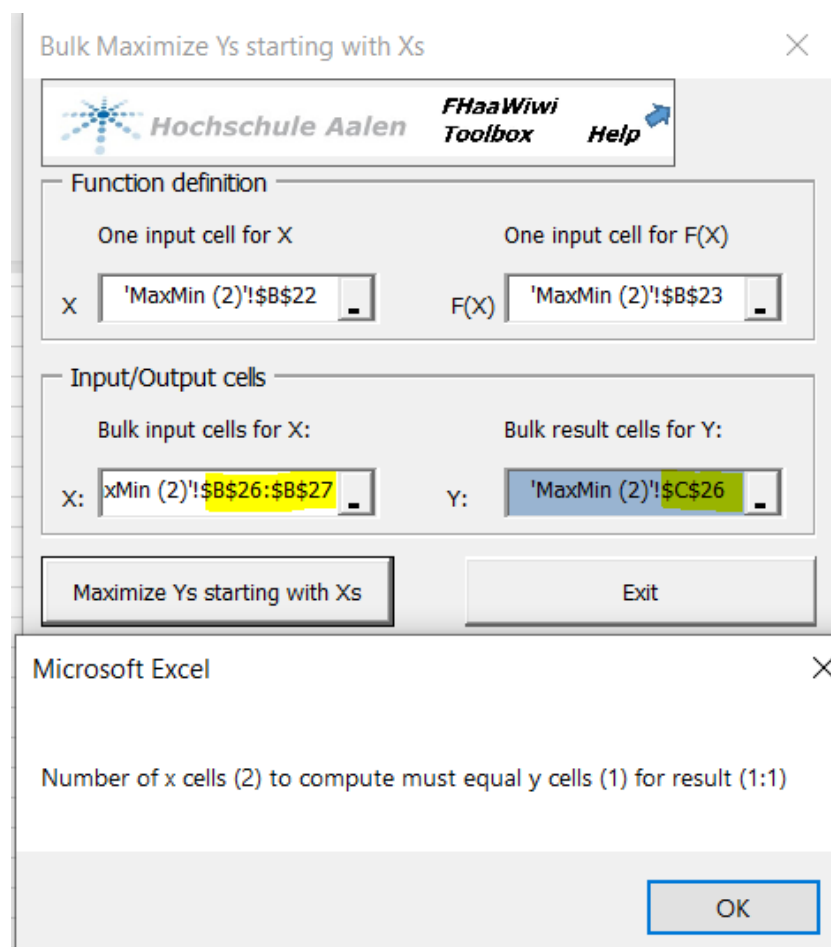 Bulk Maximize Ys starting with Xs
Hochschule Aalen FHaaWiwi Toolbox Help
Function definition
One input cell for X One input cell for F(X)
X 'MaxMin (2)'!$B$22 F(X) 'MaxMin (2)'!$B$23
Input/Output cells
Bulk input cells for X: Bulk result cells for Y:
X: xMin (2)'!$B$26:$B$27 Y: 'MaxMin (2)'!$C$26
Maximize Ys starting with Xs Exit
Microsoft Excel
Number of x cells (2) to compute must equal y cells (1) for result (1:1)
OK